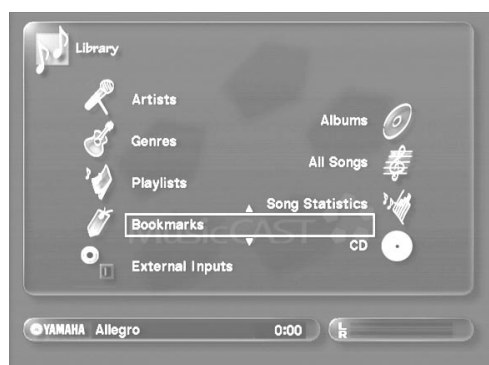 Library
Artists
Albums
Genres
All Songs
Playlists
Song Statistics
Bookmarks
MusicCAST
CD
External Inputs
YAMAHA Allegro 0:00 L
R